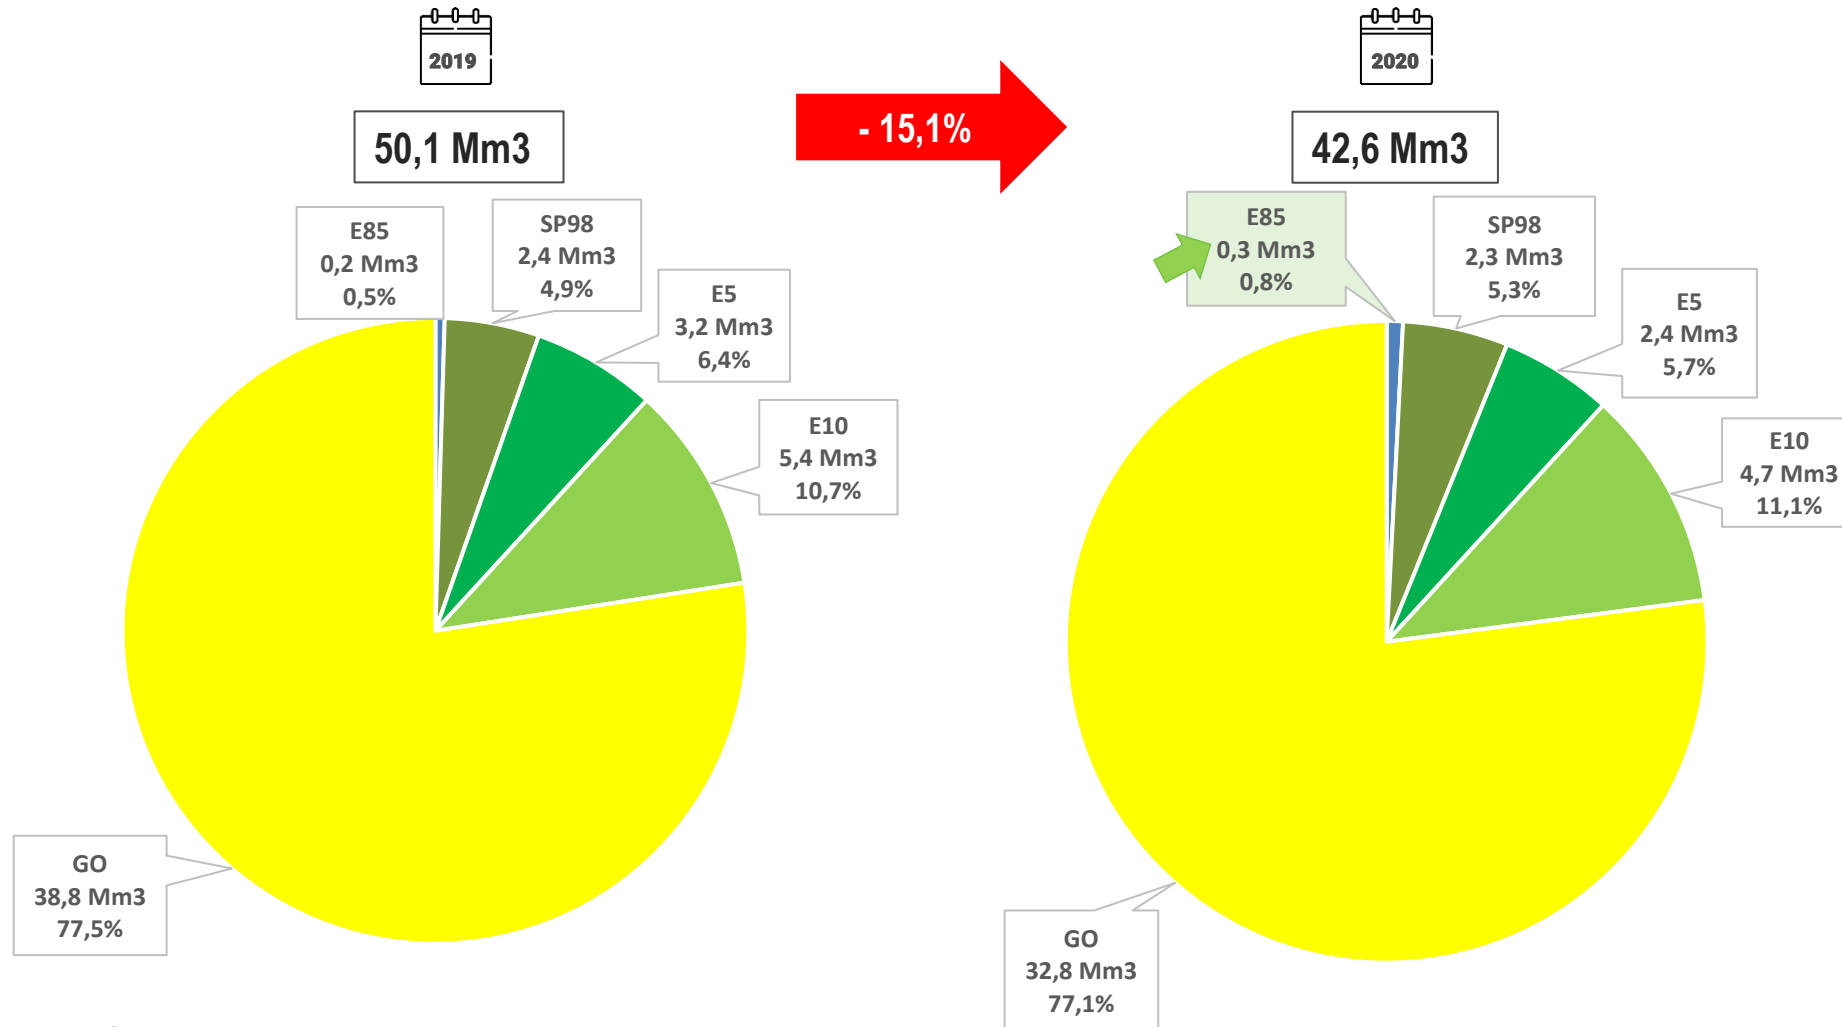 2019
50,1 Mm3
E85
0,2 Mm3
0,5%
SP98
2,4 Mm3
4,9%
E5
3,2 Mm3
6,4%
E10
5,4 Mm3
10,7%
GO
38,8 Mm3
77,5%
- 15,1%
2020
42,6 Mm3
E85
0,3 Mm3
0,8%
SP98
2,3 Mm3
5,3%
E5
2,4 Mm3
5,7%
E10
4,7 Mm3
11,1%
GO
32,8 Mm3
77,1%